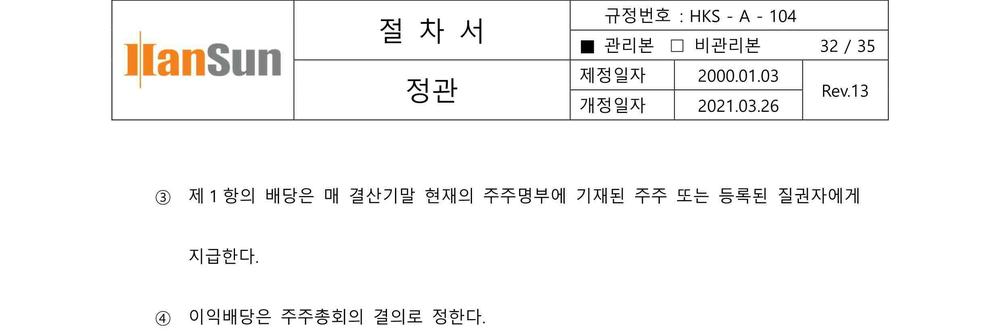 HanSun
절 차 서
정관
규정번호 : HKS - A - 104
■ 관리본 □ 비관리본 32 / 35
제정일자 2000.01.03
개정일자 2021.03.26
Rev.13
③ 제1항의 배당은 매 결산기말 현재의 주주명부에 기재된 주주 또는 등록된 질권자에게
지급한다.
④ 이익배당은 주주총회의 결의로 정한다.